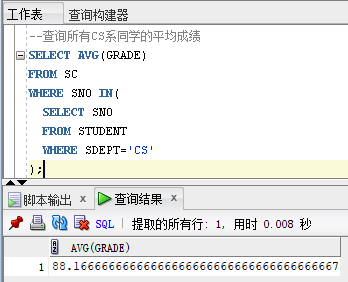 工作表 查询构建器
--查询所有CS系同学的平均成绩
SELECT AVG(GRADE)
FROM SC
WHERE SNO IN(
SELECT SNO
FROM STUDENT
WHERE SDEPT='CS'
);
脚本输出 × 查询结果 ×
SQL | 提取的所有行: 1, 用时 0.008 秒
AVG(GRADE)
1 88.1666666666666666666666666666666666667